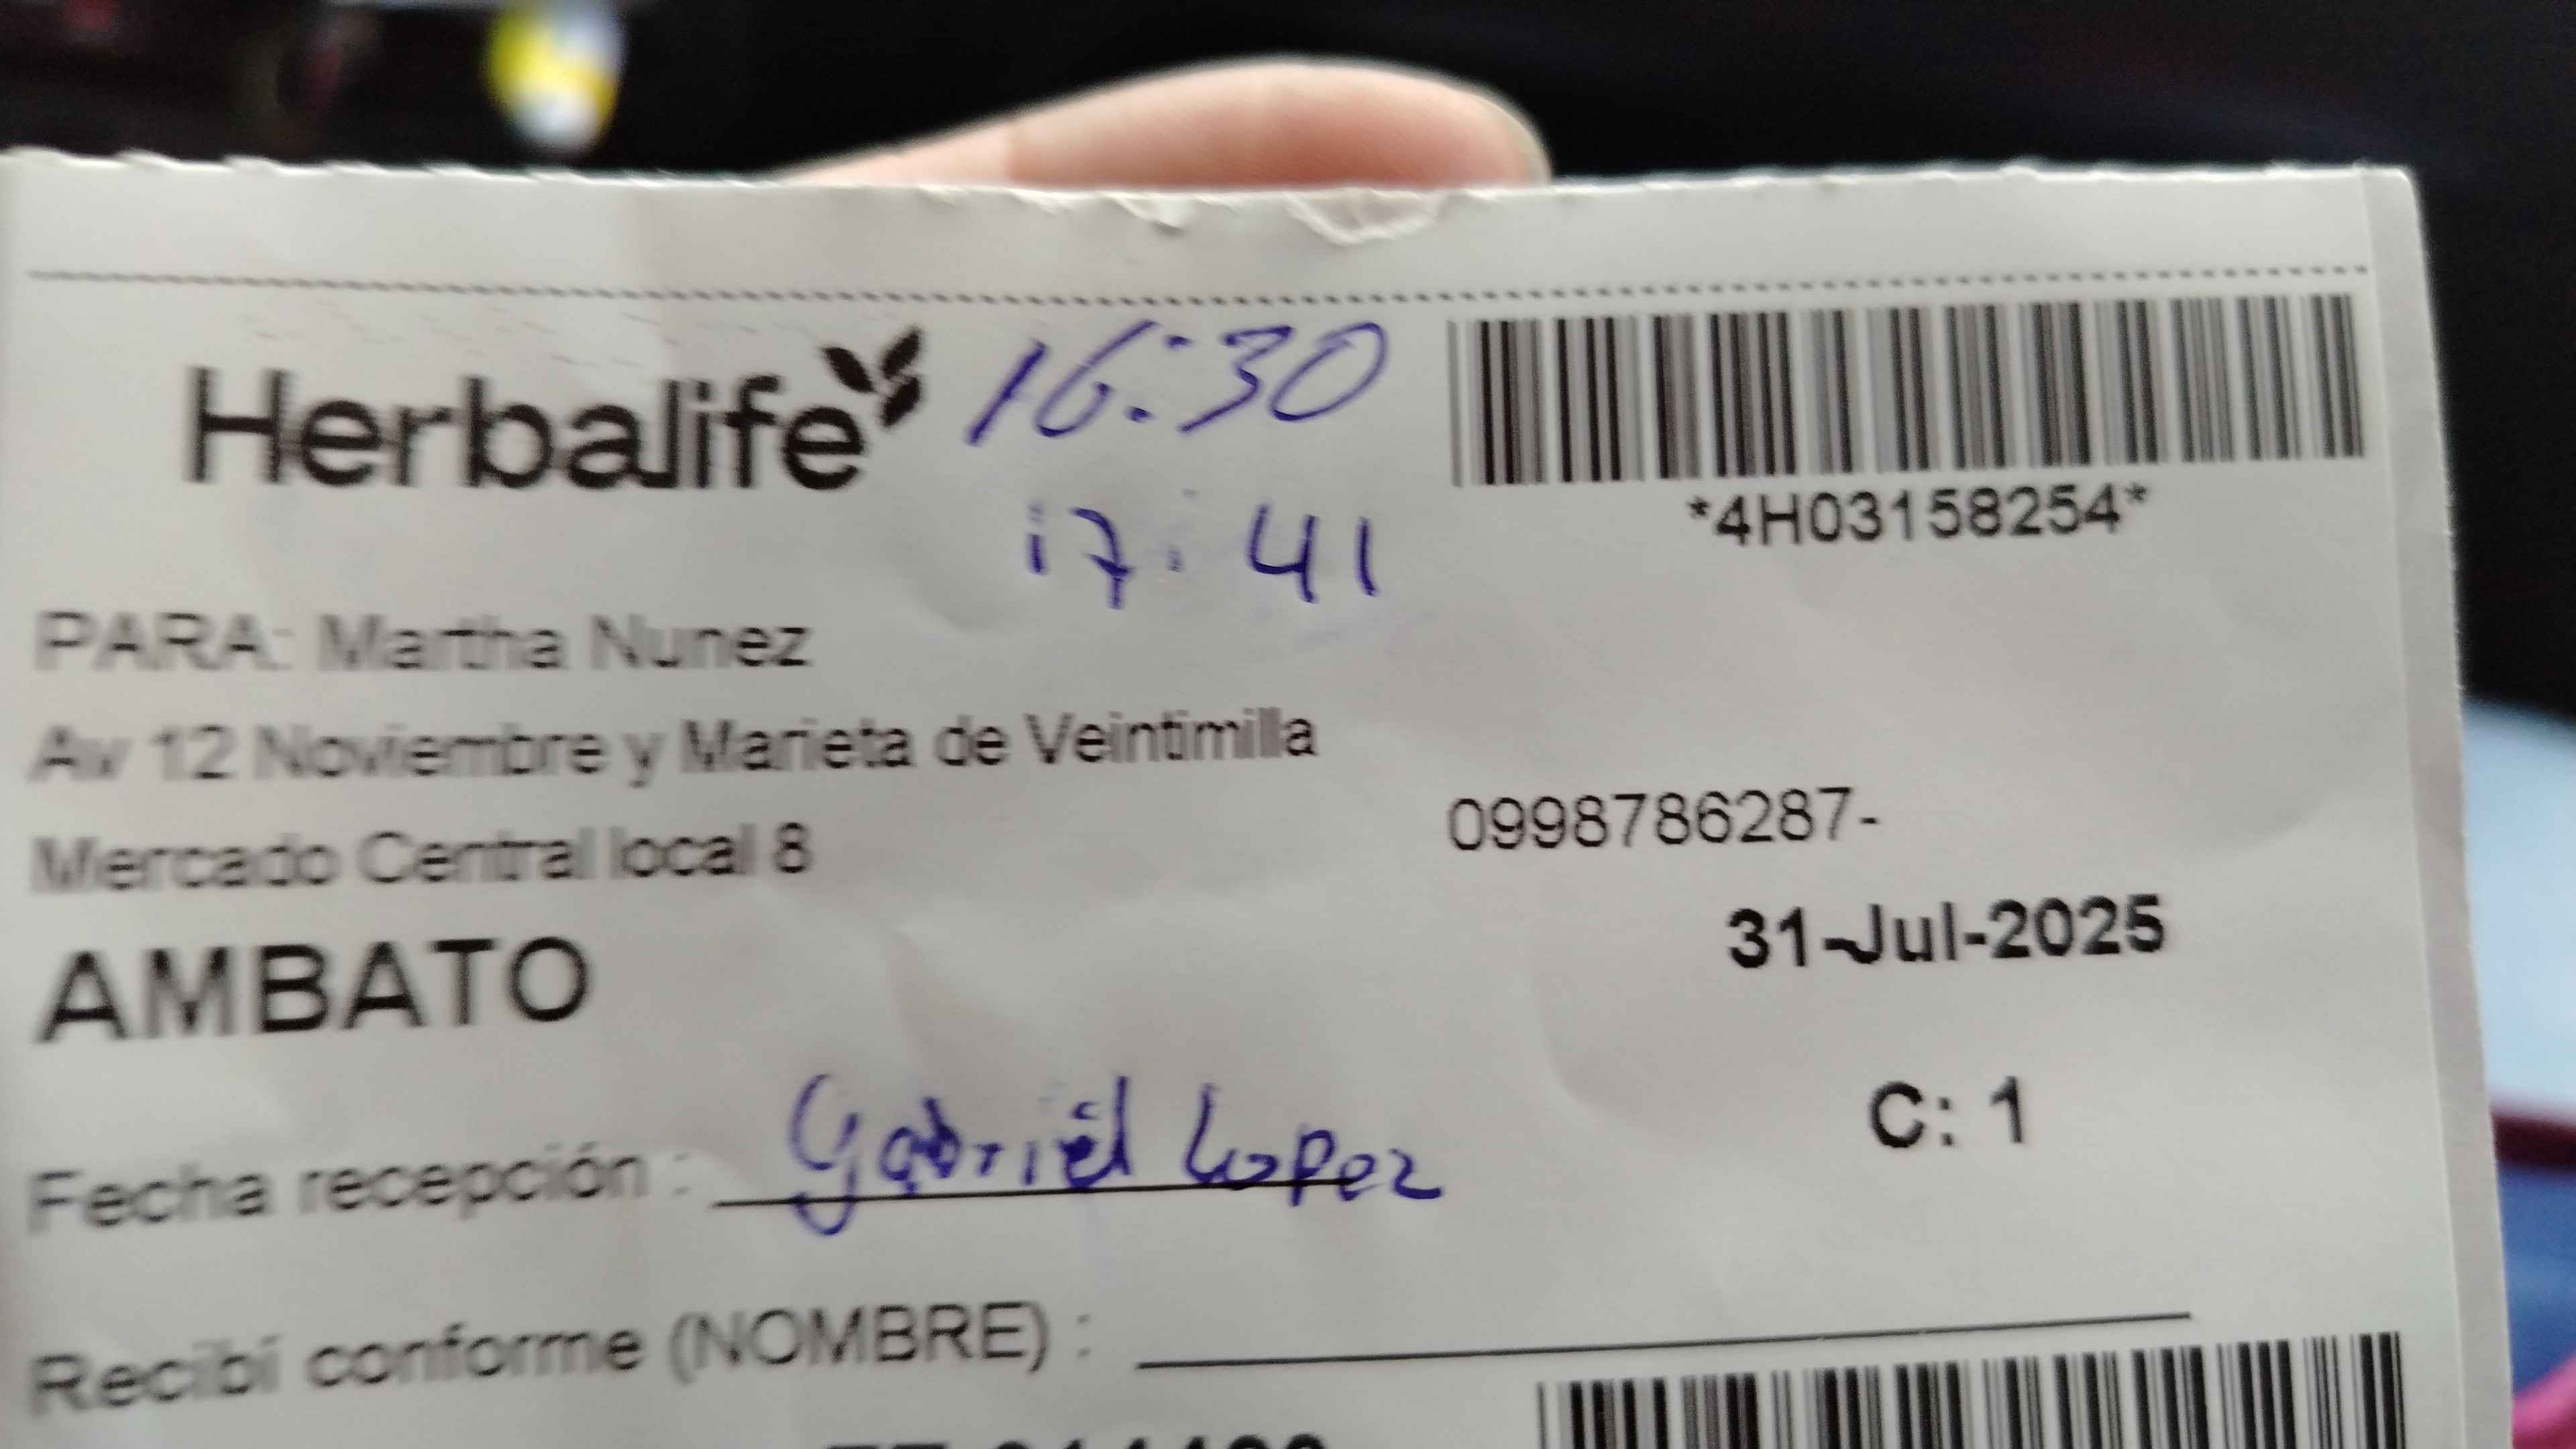 Herbalife 16:30
17:41
*4H03158254*
PARA: Martha Nunez
Av 12 Noviembre y Marieta de Veintimilla
Mercado Central local 8
0998786287-
AMBATO
31-Jul-2025
C: 1
Fecha recepción : Gabriel Lopez
Recibí conforme (NOMBRE) :